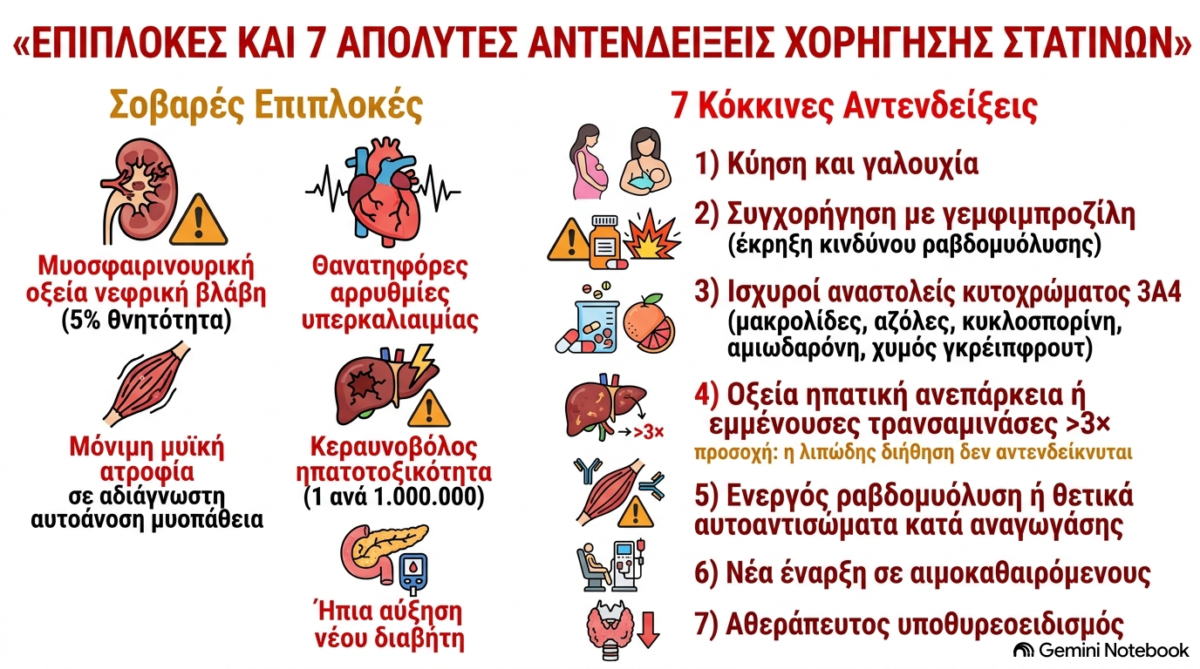 «ΕΠΙΠΛΟΚΕΣ ΚΑΙ 7 ΑΠΟΛΥΤΕΣ ΑΝΤΕΝΔΕΙΞΕΙΣ ΧΟΡΗΓΗΣΗΣ ΣΤΑΤΙΝΩΝ»
Σοβαρές Επιπλοκές
Μυοσφαιρινουρική
οξεία νεφρική βλάβη
(5% θνητότητα)
Θανατηφόρες
αρρυθμίες
υπερκαλιαιμίας
Μόνιμη μυϊκή
ατροφία
σε αδιάγνωστη
αυτοάνοση μυοπάθεια
Κεραυνοβόλος
ηπατοτοξικότητα
(1 ανά 1.000.000)
Ήπια αύξηση
νέου διαβήτη
7 Κόκκινες Αντενδείξεις
1) Κύηση και γαλουχία
2) Συγχορήγηση με γεμφιμπροζίλη
(έκρηξη κινδύνου ραβδομυόλυσης)
3) Ισχυροί αναστολείς κυτοχρώματος 3A4
(μακρολίδες, αζόλες, κυκλοσπορίνη,
αμιωδαρόνη, χυμός γκρέιπφρουτ)
>3×
4) Οξεία ηπατική ανεπάρκεια ή
εμμένουσες τρανσαμινάσες >3×
προσοχή: η λιπώδης διήθηση δεν αντενδείκνυται
5) Ενεργός ραβδομυόλυση ή θετικά
αυτοαντισώματα κατά αναγωγάσης
6) Νέα έναρξη σε αιμοκαθαιρόμενους
7) Αθεράπευτος υποθυρεοειδισμός
Gemini Notebook